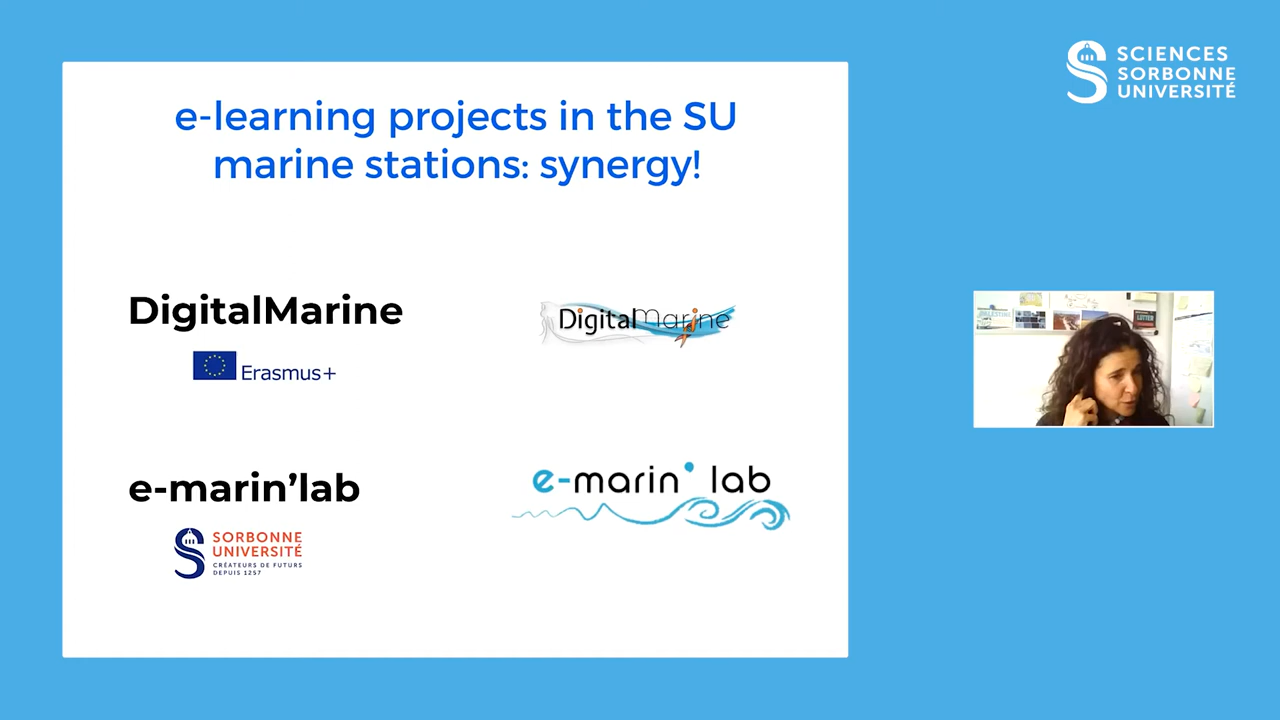 SCIENCES
SORBONNE
UNIVERSITÉ
e-learning projects in the SU
marine stations: synergy!
DigitalMarine
DigitalMarine
Erasmus+
e-marin'lab
e-marin' lab
SORBONNE
UNIVERSITÉ
CRÉATEURS DE FUTURS
DEPUIS 1257